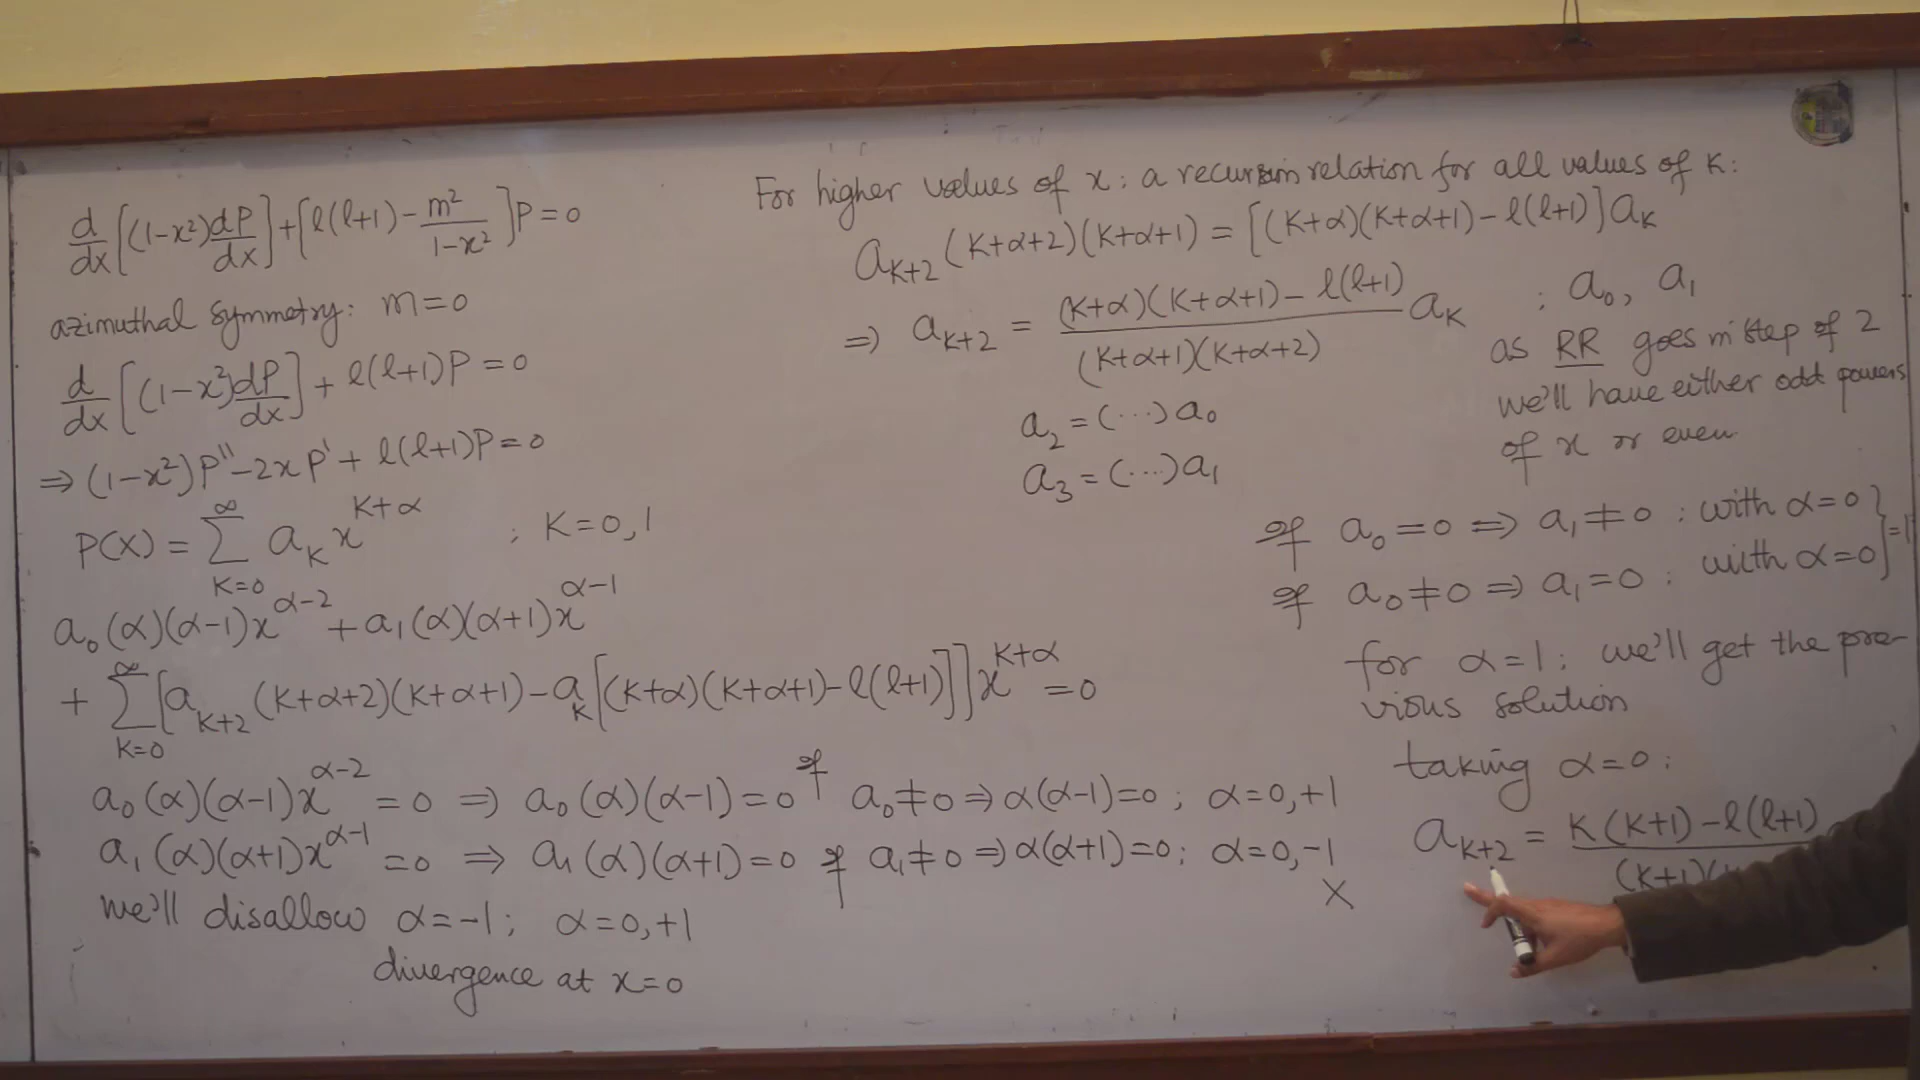 d/dx[(1-x²)dP/dx]+[l(l+1)-m²/(1-x²)]P=0
azimuthal symmetry: m=0
d/dx[(1-x²)dP/dx]+l(l+1)P=0
⇒(1-x²)P''-2xP'+l(l+1)P=0
P(x)=∑_{K=0}^{∞} a_K x^{K+α} ; K=0,1
a₀(α)(α-1)x^{α-2}+a₁(α)(α+1)x^{α-1}
+∑_{K=0}^{∞}[a_{K+2}(K+α+2)(K+α+1)-a_K[(K+α)(K+α+1)-l(l+1)]]x^{K+α}=0
a₀(α)(α-1)x^{α-2}=0 ⇒ a₀(α)(α-1)=0 if a₀≠0⇒α(α-1)=0; α=0,+1
a₁(α)(α+1)x^{α-1}=0 ⇒ a₁(α)(α+1)=0 if a₁≠0⇒α(α+1)=0; α=0,-1
X
we'll disallow α=-1; α=0,+1
divergence at x=0
For higher values of x: a recursion relation for all values of K:
a_{K+2}(K+α+2)(K+α+1)=[(K+α)(K+α+1)-l(l+1)]a_K
⇒ a_{K+2} = ((K+α)(K+α+1)-l(l+1))/((K+α+1)(K+α+2)) a_K ; a₀, a₁
as RR goes in step of 2
we'll have either odd powers
of x or even
a₂=(...)a₀
a₃=(...)a₁
if a₀=0⇒a₁≠0 : with α=0}
if a₀≠0⇒a₁=0 : with α=0}=1
for α=1: we'll get the pre-
vious solution
taking α=0:
a_{K+2} = K(K+1)-l(l+1)
(K+1)(